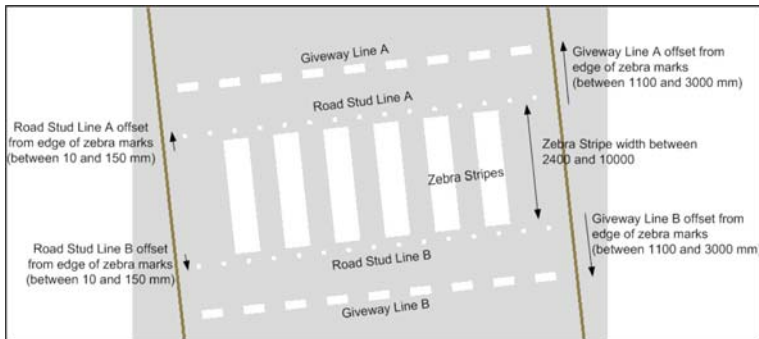 Giveway Line A
Giveway Line A offset from
edge of zebra marks
(between 1100 and 3000 mm)
Road Stud Line A
Road Stud Line A offset
from edge of zebra marks
(between 10 and 150 mm)
Zebra Stripe width between
2400 and 10000
Zebra Stripes
Giveway Line B offset from
edge of zebra marks
(between 1100 and 3000 mm)
Road Stud Line B offset
from edge of zebra marks
(between 10 and 150 mm)
Road Stud Line B
Giveway Line B